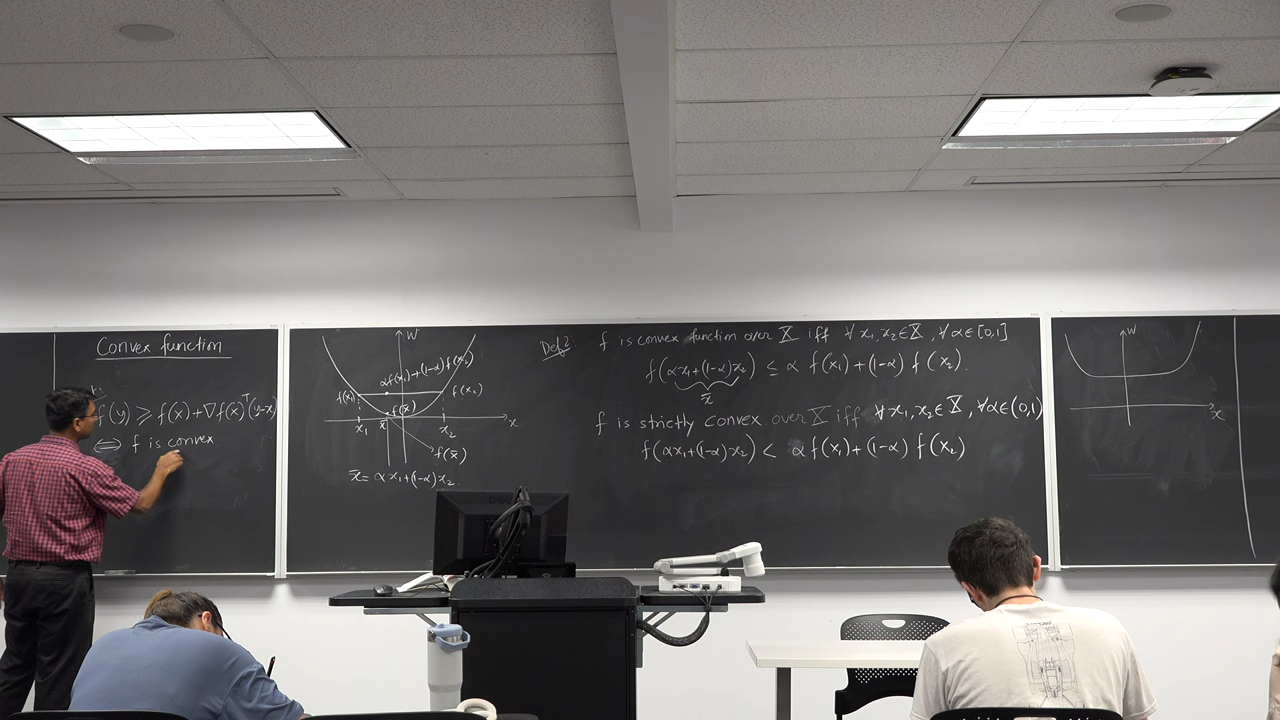 Convex function
f(y) ≥ f(x) + ∇f(x)ᵀ(y-x)
⟺ f is convex
w
αf(x₁)+(1-α)f(x₂)
f(x₁)
f(x₂)
f(x̄)
x₁
x̄
x₂
x
f(x̄)
x̄ = αx₁+(1-α)x₂
f is convex function over X iff ∀ x₁, x₂ ∈ X, ∀α∈[0,1]
f(αx₁+(1-α)x₂) ≤ α f(x₁)+(1-α) f(x₂).
x̄
f is strictly convex over X iff ∀x₁, x₂ ∈ X, ∀α∈(0,1)
f(αx₁+(1-α)x₂) < αf(x₁)+(1-α) f(x₂)
w
x
DELL